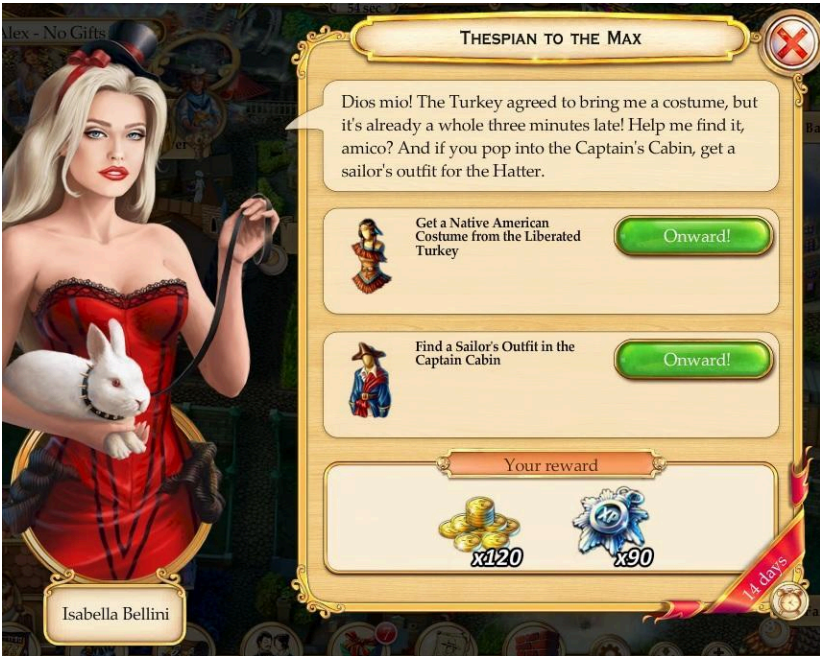 54 sec
Alex - No Gifts
THESPIAN TO THE MAX
Dios mio! The Turkey agreed to bring me a costume, but
it's already a whole three minutes late! Help me find it,
amico? And if you pop into the Captain's Cabin, get a
sailor's outfit for the Hatter.
Get a Native American
Costume from the Liberated
Turkey
Onward!
Find a Sailor's Outfit in the
Captain Cabin
Onward!
Your reward
XP
x120
x90
14 days
Isabella Bellini
7